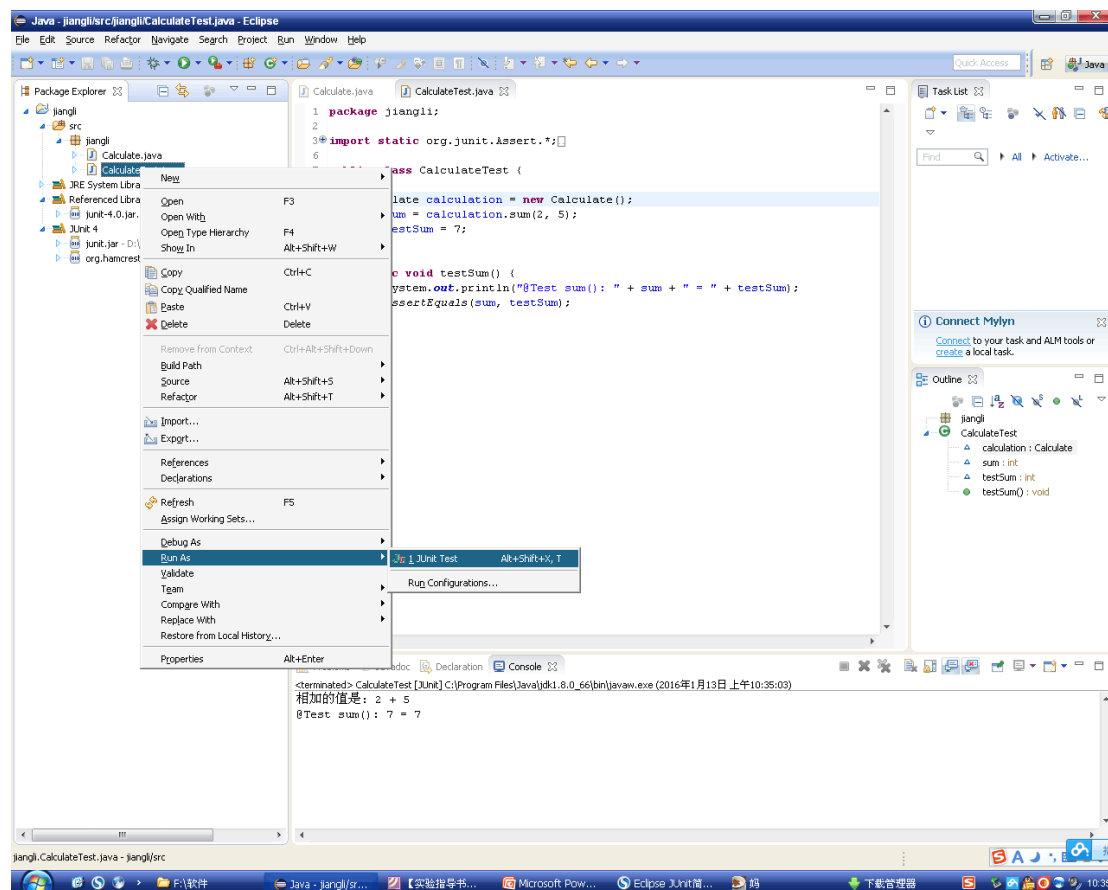 Java - jiangli/src/jiangli/CalculateTest.java - Eclipse
File Edit Source Refactor Navigate Search Project Run Window Help
Quick Access
Java
Package Explorer
jiangli
src
jiangli
Calculate.java
Calculate
JRE System Libra
Referenced Libra
junit-4.0.jar.
JUnit 4
junit.jar - D:\
org.hamcrest
New
Open F3
Open With
Open Type Hierarchy F4
Show In Alt+Shift+W
Copy Ctrl+C
Copy Qualified Name
Paste Ctrl+V
Delete Delete
Remove from Context Ctrl+Alt+Shift+Down
Build Path
Source Alt+Shift+S
Refactor Alt+Shift+T
Import...
Export...
References
Declarations
Refresh F5
Assign Working Sets...
Debug As
Run As
Validate
Team
Compare With
Replace With
Restore from Local History...
Properties Alt+Enter
1 JUnit Test Alt+Shift+X, T
Run Configurations...
Calculate.java CalculateTest.java
1 package jiangli;
2
3 import static org.junit.Assert.*;
6
ass CalculateTest {
late calculation = new Calculate();
um = calculation.sum(2, 5);
estSum = 7;
c void testSum() {
ystem.out.println("@Test sum(): " + sum + " = " + testSum);
ssertEquals(sum, testSum);
Task List
Find All Activate...
Connect Mylyn
Connect to your task and ALM tools or
create a local task.
Outline
jiangli
CalculateTest
calculation : Calculate
sum : int
testSum : int
testSum() : void
doc Declaration Console
<terminated> CalculateTest [JUnit] C:\Program Files\Java\jdk1.8.0_66\bin\javaw.exe (2016年1月13日 上午10:35:03)
相加的值是: 2 + 5
@Test sum(): 7 = 7
jiangli.CalculateTest.java - jiangli/src
F:\软件
Java - jiangli/sr...
【实验指导书...
Microsoft Pow...
Eclipse JUnit简...
妈
下载管理器